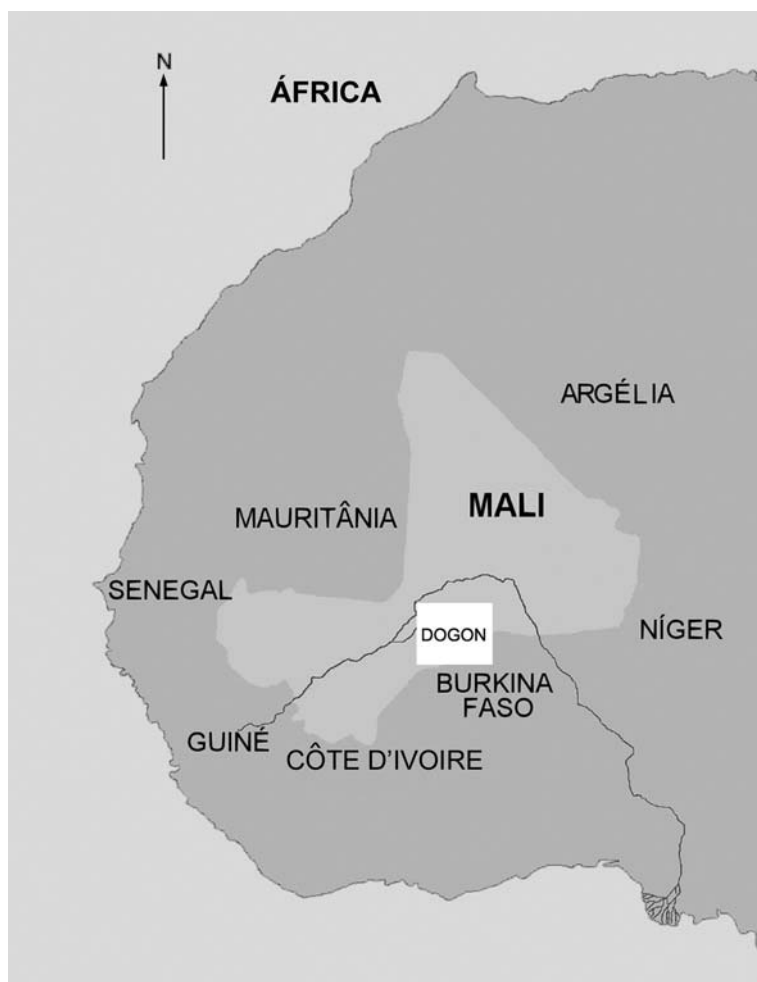 N
ÁFRICA
ARGÉLIA
MALI
MAURITÂNIA
SENEGAL
NÍGER
DOGON
BURKINA
FASO
GUINÉ
CÔTE D'IVOIRE